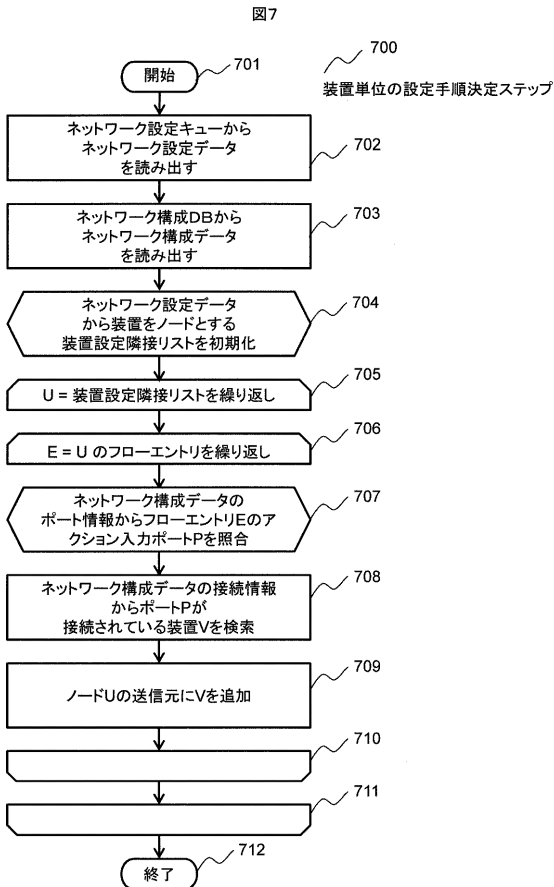 図7
700
装置単位の設定手順決定ステップ
開始
701
ネットワーク設定キューから
ネットワーク設定データ
を読み出す
702
ネットワーク構成DBから
ネットワーク構成データ
を読み出す
703
ネットワーク設定データ
から装置をノードとする
装置設定隣接リストを初期化
704
U = 装置設定隣接リストを繰り返し
705
E = U のフローエントリを繰り返し
706
ネットワーク構成データの
ポート情報からフローエントリEのア
クション入力ポートPを照合
707
ネットワーク構成データの接続情報
からポートPが
接続されている装置Vを検索
708
ノードUの送信元にVを追加
709
710
711
終了
712